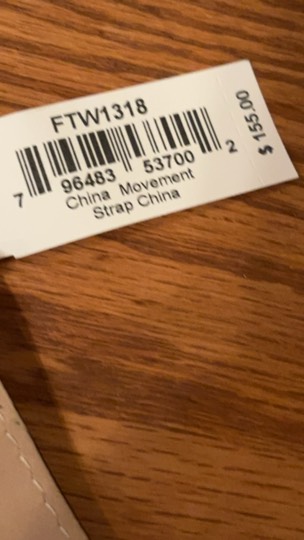 FTW1318
7 96483 53700 2
China Movement
Strap China
$ 155.00